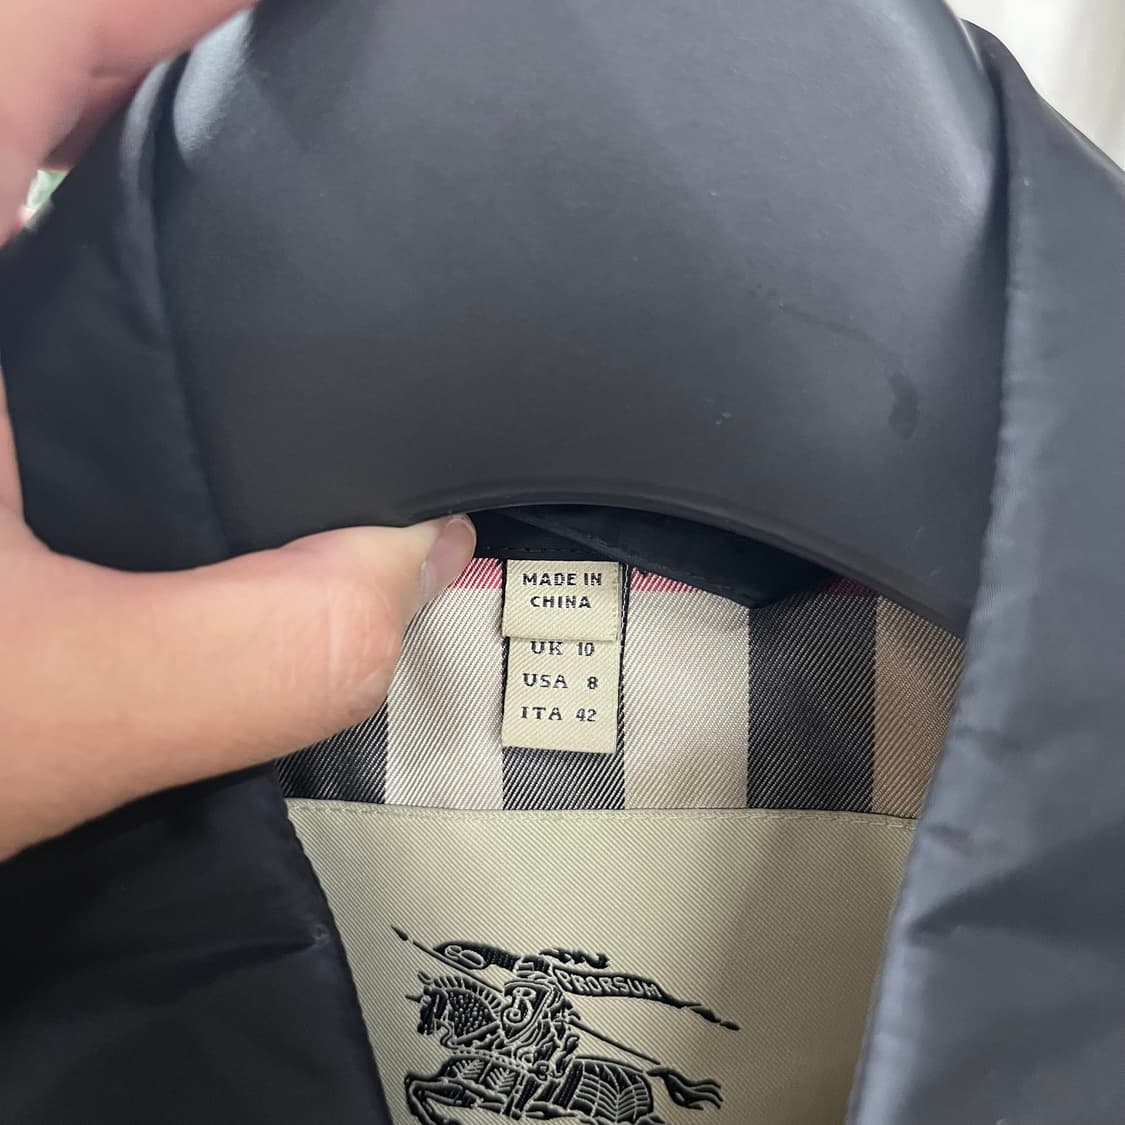 MADE IN
CHINA
UK 10
USA 8
ITA 42
PRORSUM